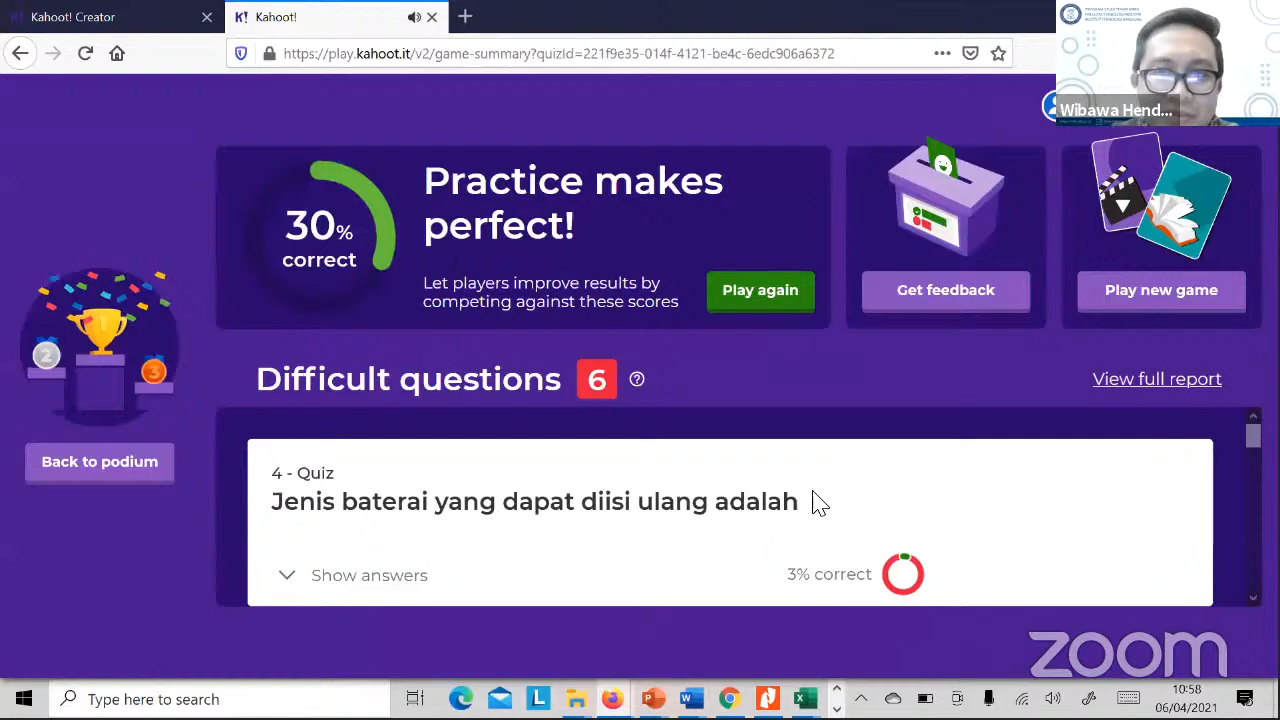 Kahoot! Creator
Kahoot!
https://play.kahoot.it/v2/game-summary?quizid=221f9e35-01ff-4121-be4c-6edc906a6372
Wibawa Hend...
30% correct
Practice makes
perfect!
Let players improve results by
competing against these scores
Play again
Get feedback
Play new game
2
3
Back to podium
Difficult questions 6
View full report
4 - Quiz
Jenis baterai yang dapat diisi ulang adalah
Show answers
3% correct
zoom
Type here to search
10:58
06/04/2021